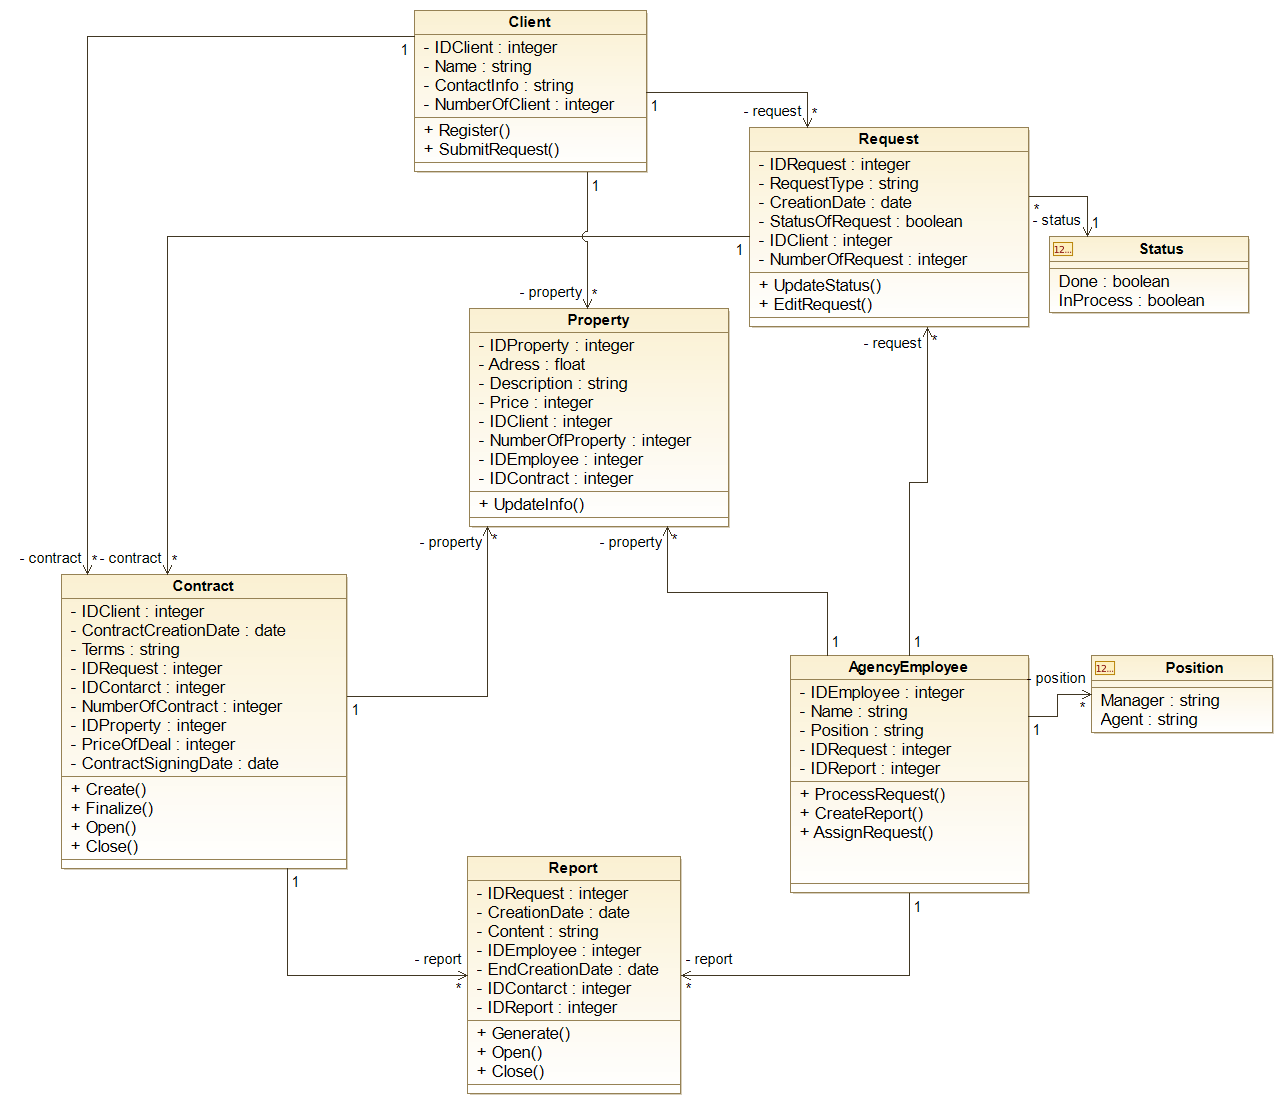 Client
- IDClient : integer
- Name : string
- ContactInfo : string
- NumberOfClient : integer
+ Register()
+ SubmitRequest()
1
1
- request
*
1
Request
- IDRequest : integer
- RequestType : string
- CreationDate : date
- StatusOfRequest : boolean
- IDClient : integer
- NumberOfRequest : integer
+ UpdateStatus()
+ EditRequest()
*
- status
1
1
12...
Status
Done : boolean
InProcess : boolean
- property
*
Property
- IDProperty : integer
- Adress : float
- Description : string
- Price : integer
- IDClient : integer
- NumberOfProperty : integer
- IDEmployee : integer
- IDContract : integer
+ UpdateInfo()
- request
*
- property
*
- property
*
- contract
*
- contract
*
Contract
- IDClient : integer
- ContractCreationDate : date
- Terms : string
- IDRequest : integer
- IDContarct : integer
- NumberOfContract : integer
- IDProperty : integer
- PriceOfDeal : integer
- ContractSigningDate : date
+ Create()
+ Finalize()
+ Open()
+ Close()
1
1
1
1
AgencyEmployee
- IDEmployee : integer
- Name : string
- Position : string
- IDRequest : integer
- IDReport : integer
+ ProcessRequest()
+ CreateReport()
+ AssignRequest()
- position
*
1
12...
Position
Manager : string
Agent : string
1
- report
*
- report
*
Report
- IDRequest : integer
- CreationDate : date
- Content : string
- IDEmployee : integer
- EndCreationDate : date
- IDContarct : integer
- IDReport : integer
+ Generate()
+ Open()
+ Close()